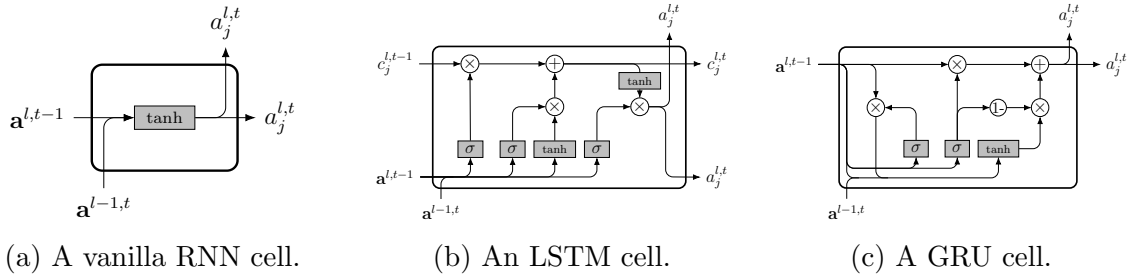 a_j^{l,t}
tanh
a^{l,t-1}
a_j^{l,t}
a^{l-1,t}
(a) A vanilla RNN cell.
a_j^{l,t}
c_j^{l,t-1}
×
+
c_j^{l,t}
tanh
×
×
σ
σ
tanh
σ
a^{l,t-1}
a_j^{l,t}
a^{l-1,t}
(b) An LSTM cell.
a_j^{l,t}
a^{l,t-1}
×
+
a_j^{l,t}
×
1-
×
σ
σ
tanh
a^{l-1,t}
(c) A GRU cell.